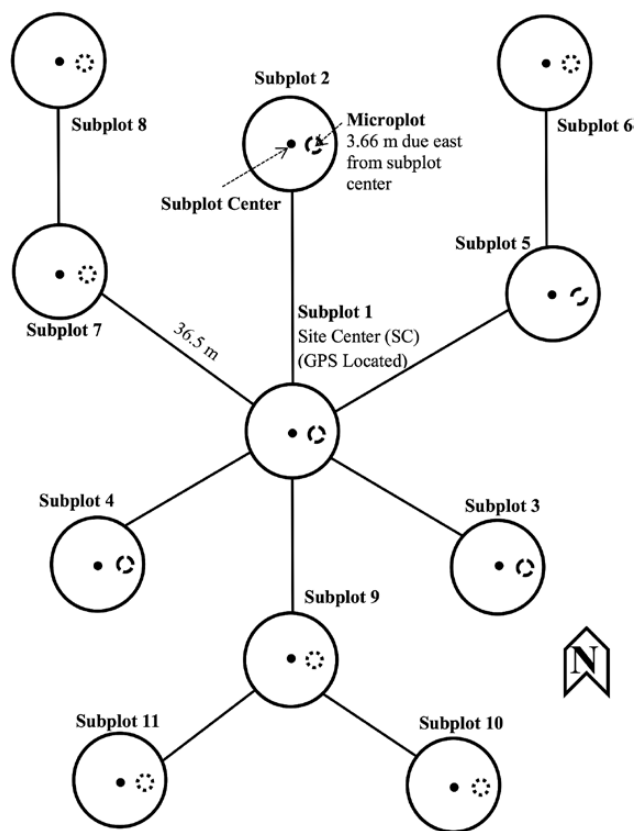 Subplot 2
Subplot 8
Microplot
3.66 m due east
from subplot
center
Subplot 6
Subplot Center
Subplot 5
Subplot 7
36.5 m
Subplot 1
Site Center (SC)
(GPS Located)
Subplot 4
Subplot 3
Subplot 9
N
Subplot 11
Subplot 10